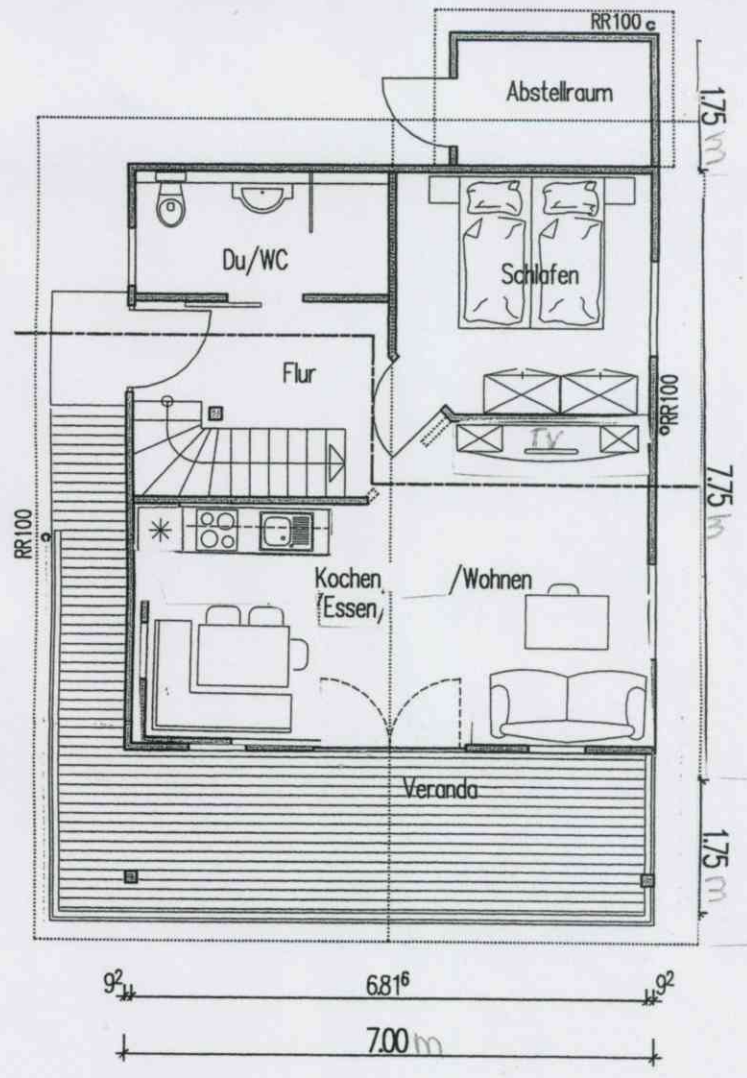 RR100
Abstellraum
1.75 m
Du/WC
Schlafen
Flur
RR100
TV
7.75 m
RR100
Kochen /Wohnen
/Essen/
Veranda
1.75 m
9² 6.81⁶ 9²
7.00 m